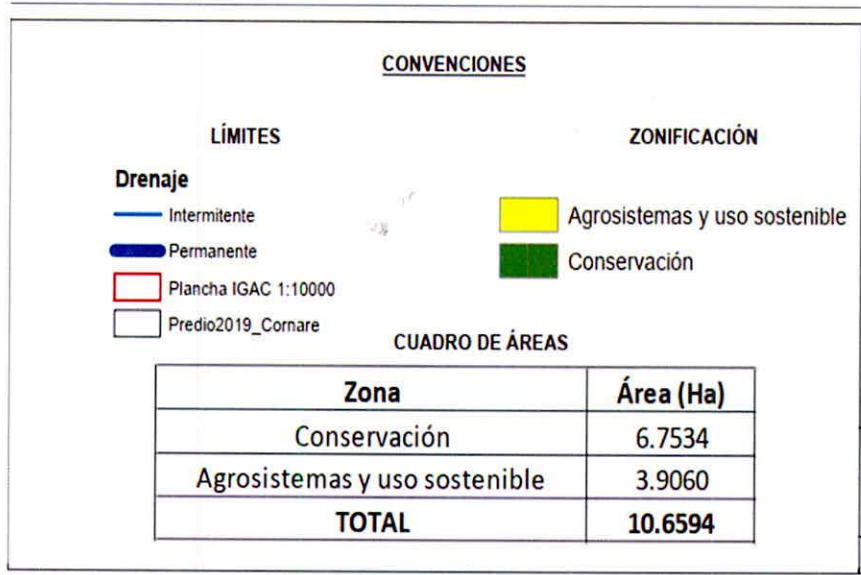 CONVENCIONES
LÍMITES
Drenaje
Intermitente
Permanente
Plancha IGAC 1:10000
Predio2019_Cornare
ZONIFICACIÓN
Agrosistemas y uso sostenible
Conservación
CUADRO DE ÁREAS
Zona Área (Ha)
Conservación 6.7534
Agrosistemas y uso sostenible 3.9060
TOTAL 10.6594